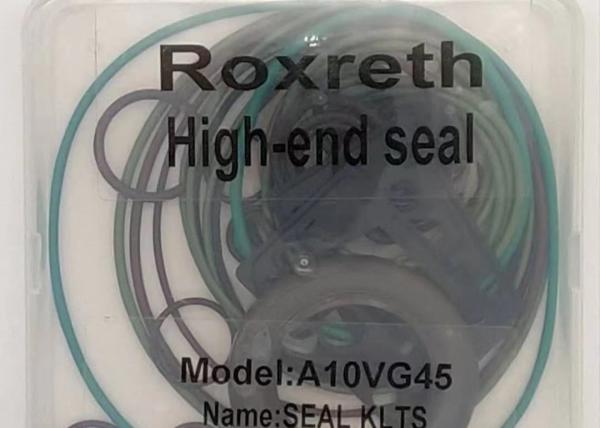 Roxreth
High-end seal
Model:A10VG45
Name:SEAL KLTS